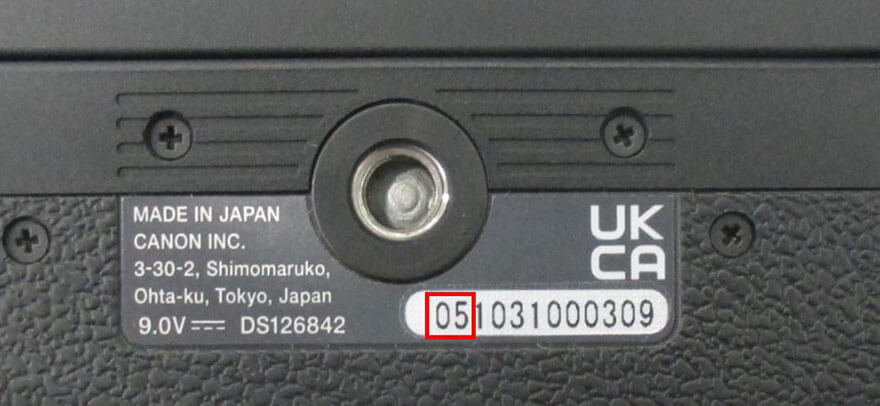 MADE IN JAPAN
CANON INC.
3-30-2, Shimomaruko,
Ohta-ku, Tokyo, Japan
9.0V DS126842
UK
CA
051031000309